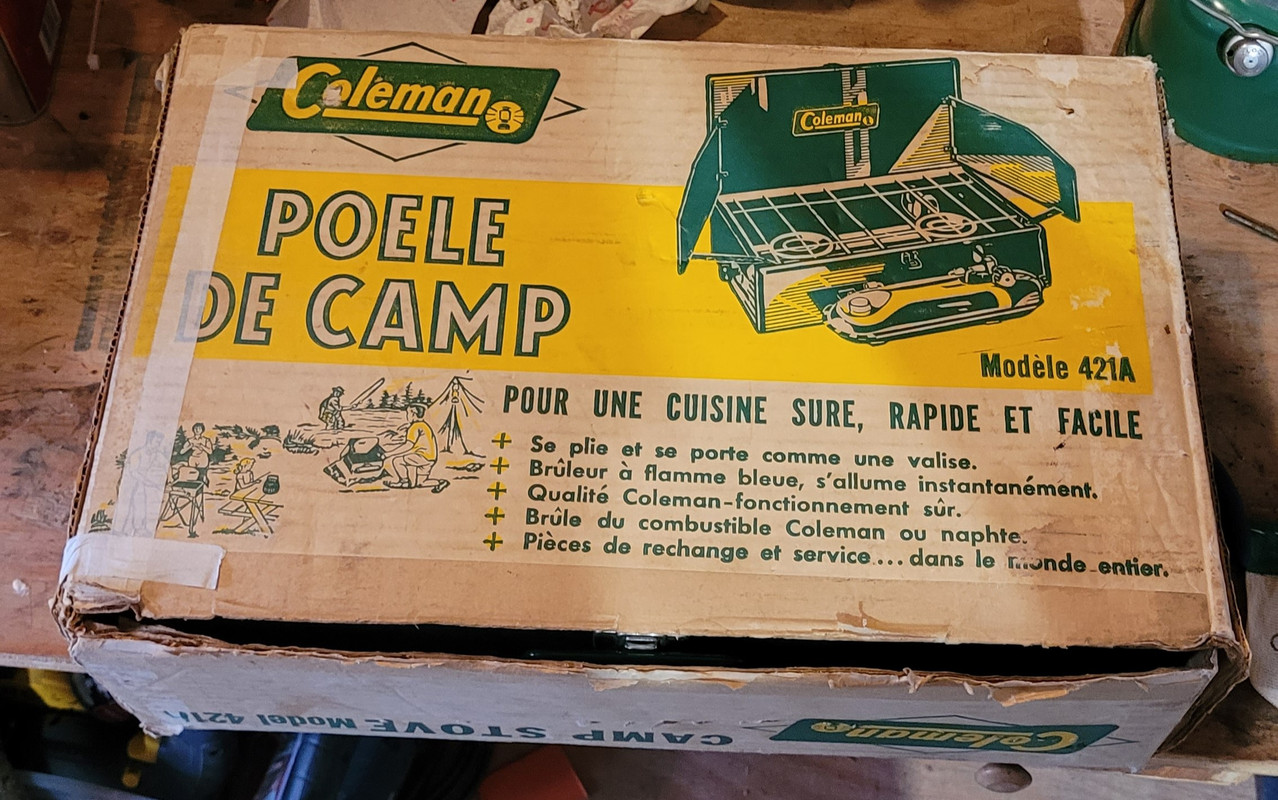 Coleman
Coleman
POELE
DE CAMP
Modèle 421A
POUR UNE CUISINE SURE, RAPIDE ET FACILE
+ Se plie et se porte comme une valise.
+ Brûleur à flamme bleue, s'allume instantanément.
+ Qualité Coleman-fonctionnement sûr.
+ Brûle du combustible Coleman ou naphte.
+ Pièces de rechange et service... dans le monde entier.
Coleman
CAMP STOVE Model 421A